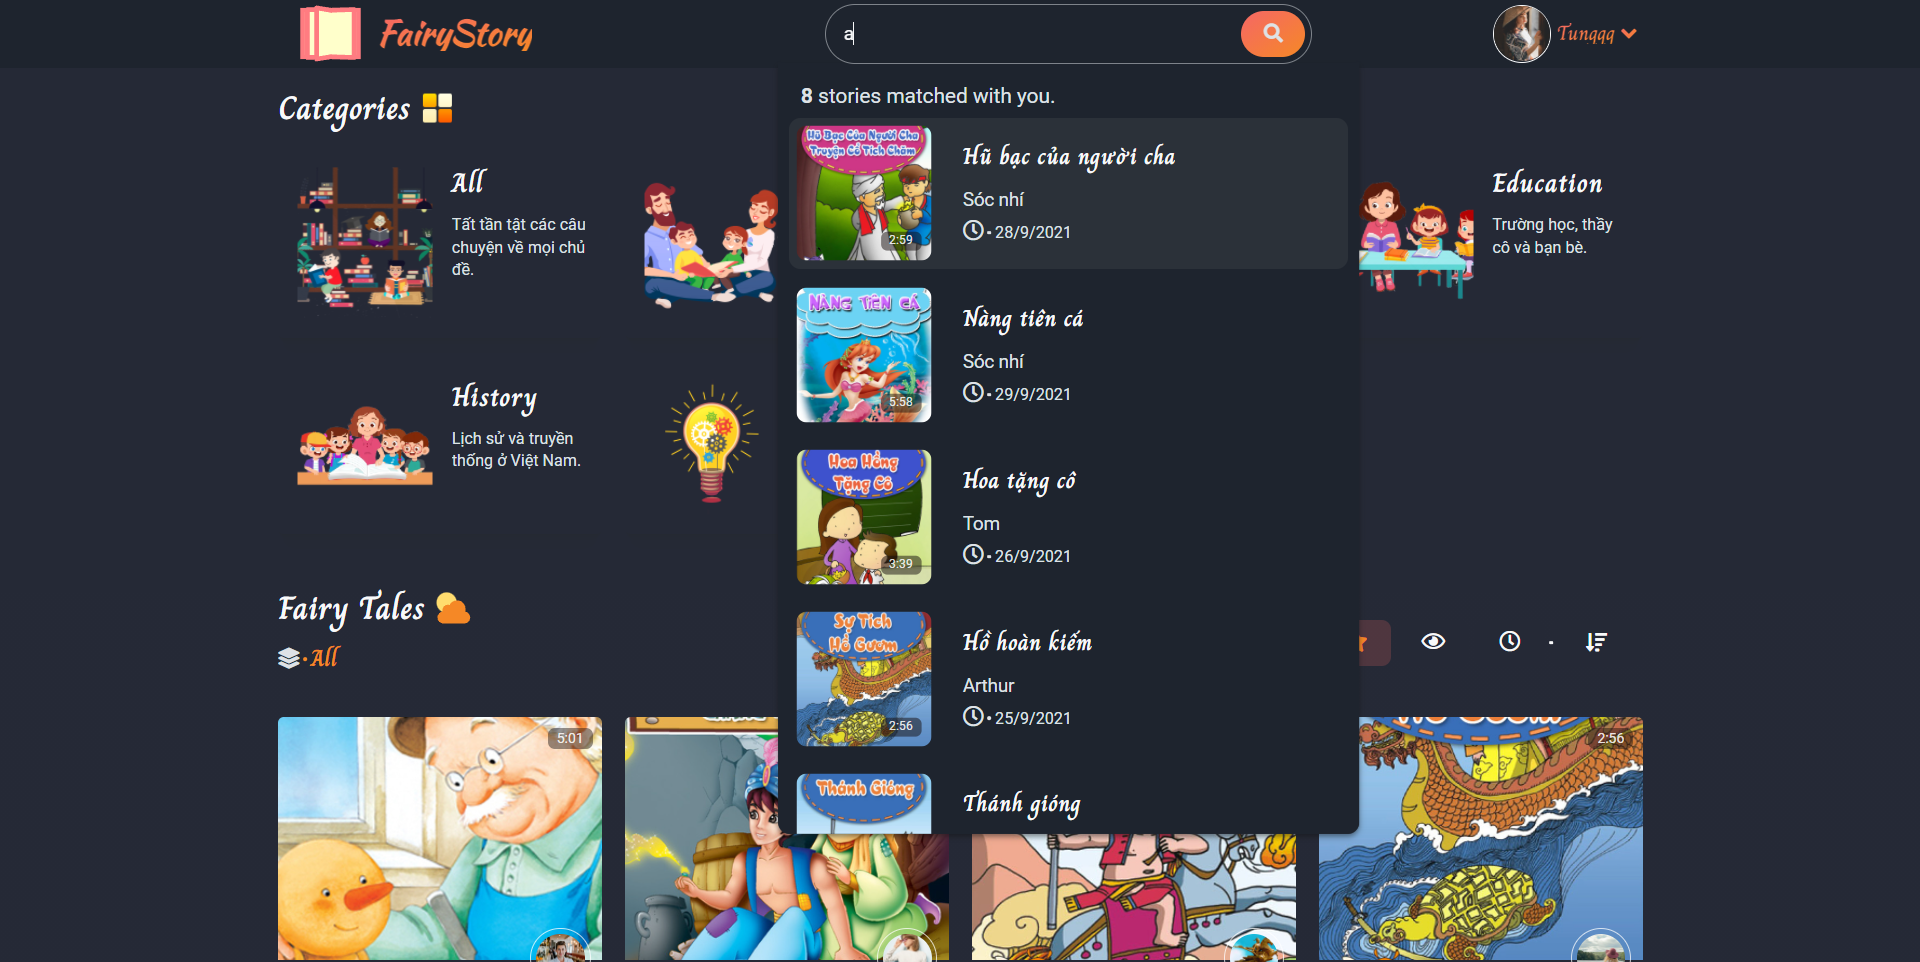 FairyStory
a
Tunqqq
8 stories matched with you.
Categories
All
Tất tần tật các câu
chuyện về mọi chủ
đề.
Education
Trường học, thầy
cô và bạn bè.
History
Lịch sử và truyền
thống ở Việt Nam.
Hũ Bạc Của Người Cha
Truyện Cổ Tích Chăm
2:59
Hũ bạc của người cha
Sóc nhí
• 28/9/2021
NÀNG TIÊN CÁ
5:58
Nàng tiên cá
Sóc nhí
• 29/9/2021
Hoa Hồng
Tặng Cô
3:39
Hoa tặng cô
Tom
• 26/9/2021
Sự Tích
Hồ Gươm
2:56
Hồ hoàn kiếm
Arthur
• 25/9/2021
Thánh Gióng
Thánh gióng
Fairy Tales
• All
5:01
2:56